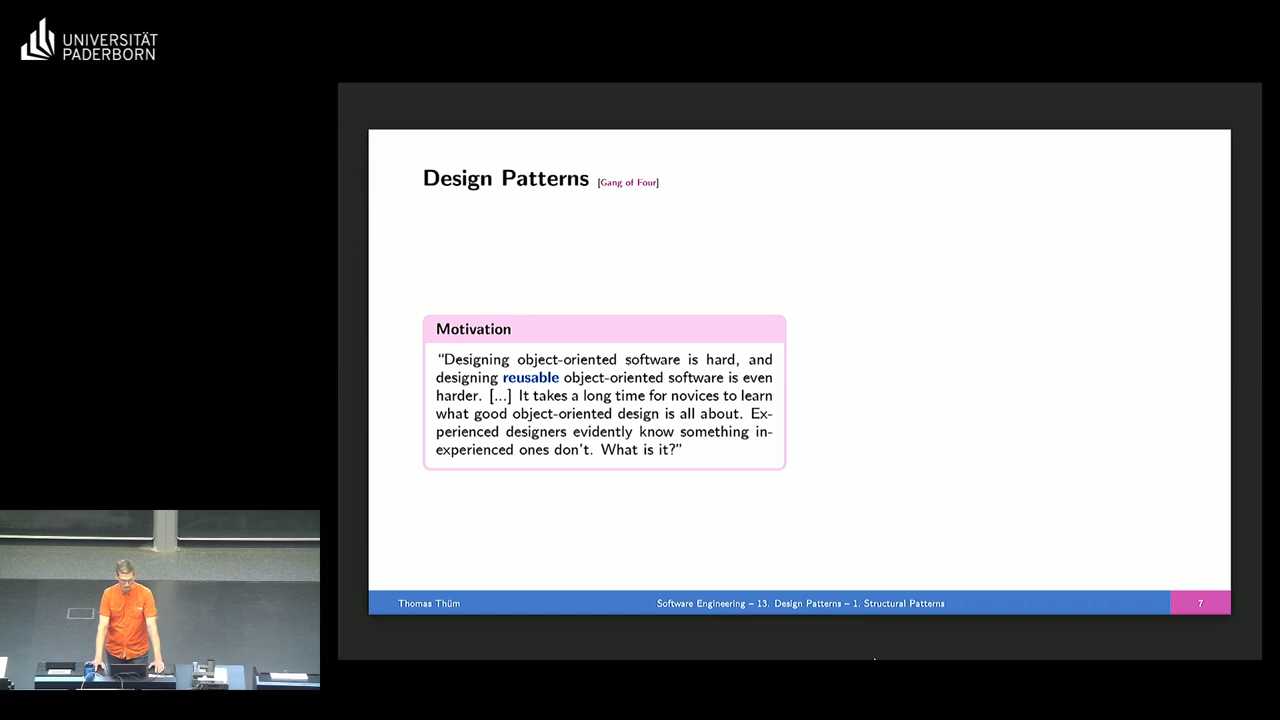 UNIVERSITÄT
PADERBORN
Design Patterns [Gang of Four]
Motivation
“Designing object-oriented software is hard, and
designing reusable object-oriented software is even
harder. [...] It takes a long time for novices to learn
what good object-oriented design is all about. Ex-
perienced designers evidently know something in-
experienced ones don't. What is it?”
Thomas Thüm
Software Engineering – 13. Design Patterns – 1. Structural Patterns
7